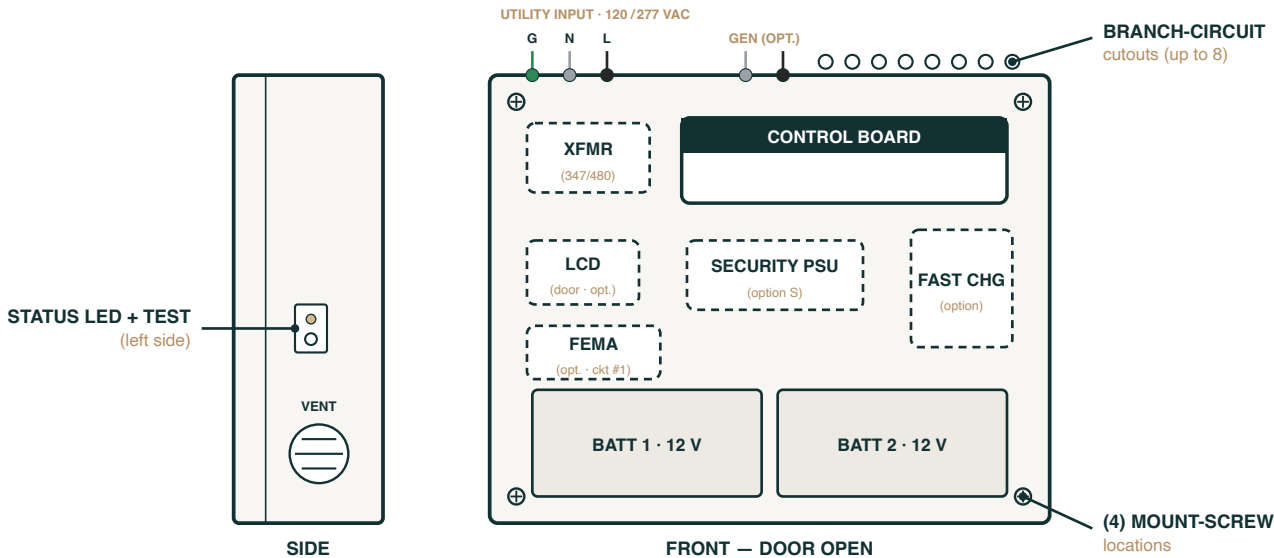 UTILITY INPUT · 120 / 277 VAC
G N L
GEN (OPT.)
BRANCH-CIRCUIT
cutouts (up to 8)
XFMR
(347/480)
CONTROL BOARD
LCD
(door · opt.)
SECURITY PSU
(option S)
FAST CHG
(option)
STATUS LED + TEST
(left side)
FEMA
(opt. · ckt #1)
VENT
BATT 1 · 12 V
BATT 2 · 12 V
(4) MOUNT-SCREW
locations
SIDE
FRONT — DOOR OPEN